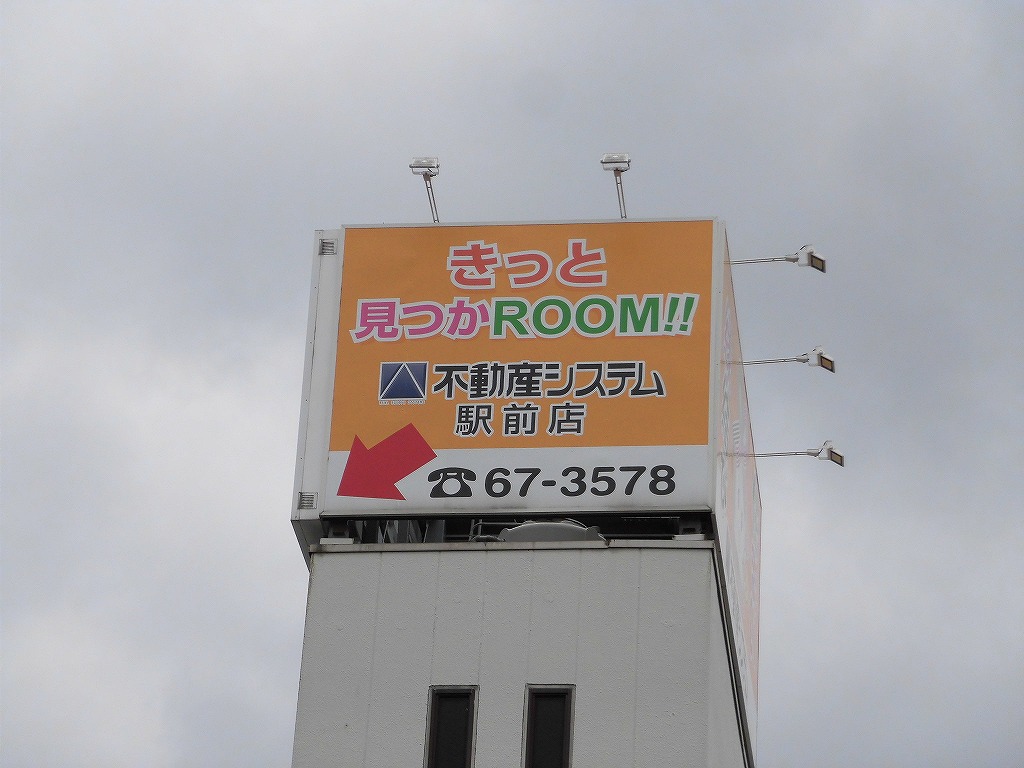 きっと
見つかROOM!!
不動産システム
駅前店
☎67-3578